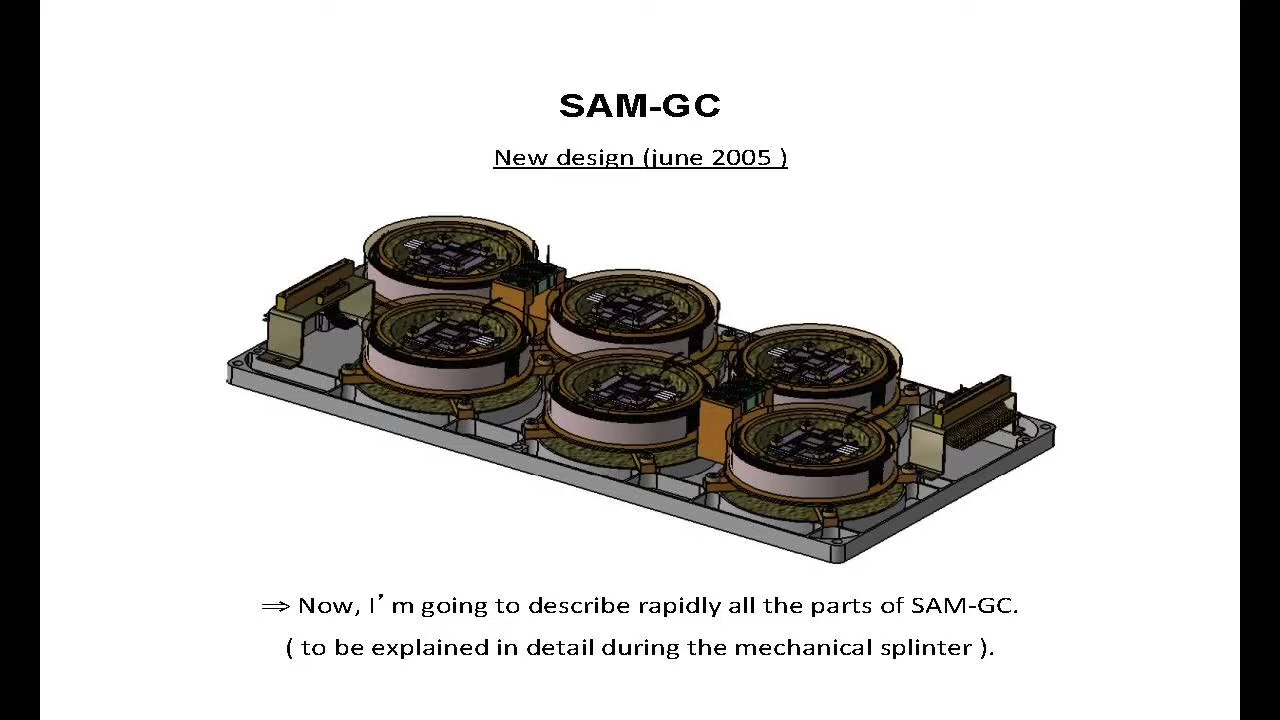 SAM-GC
New design (june 2005 )
⇒ Now, I’m going to describe rapidly all the parts of SAM-GC.
( to be explained in detail during the mechanical splinter ).